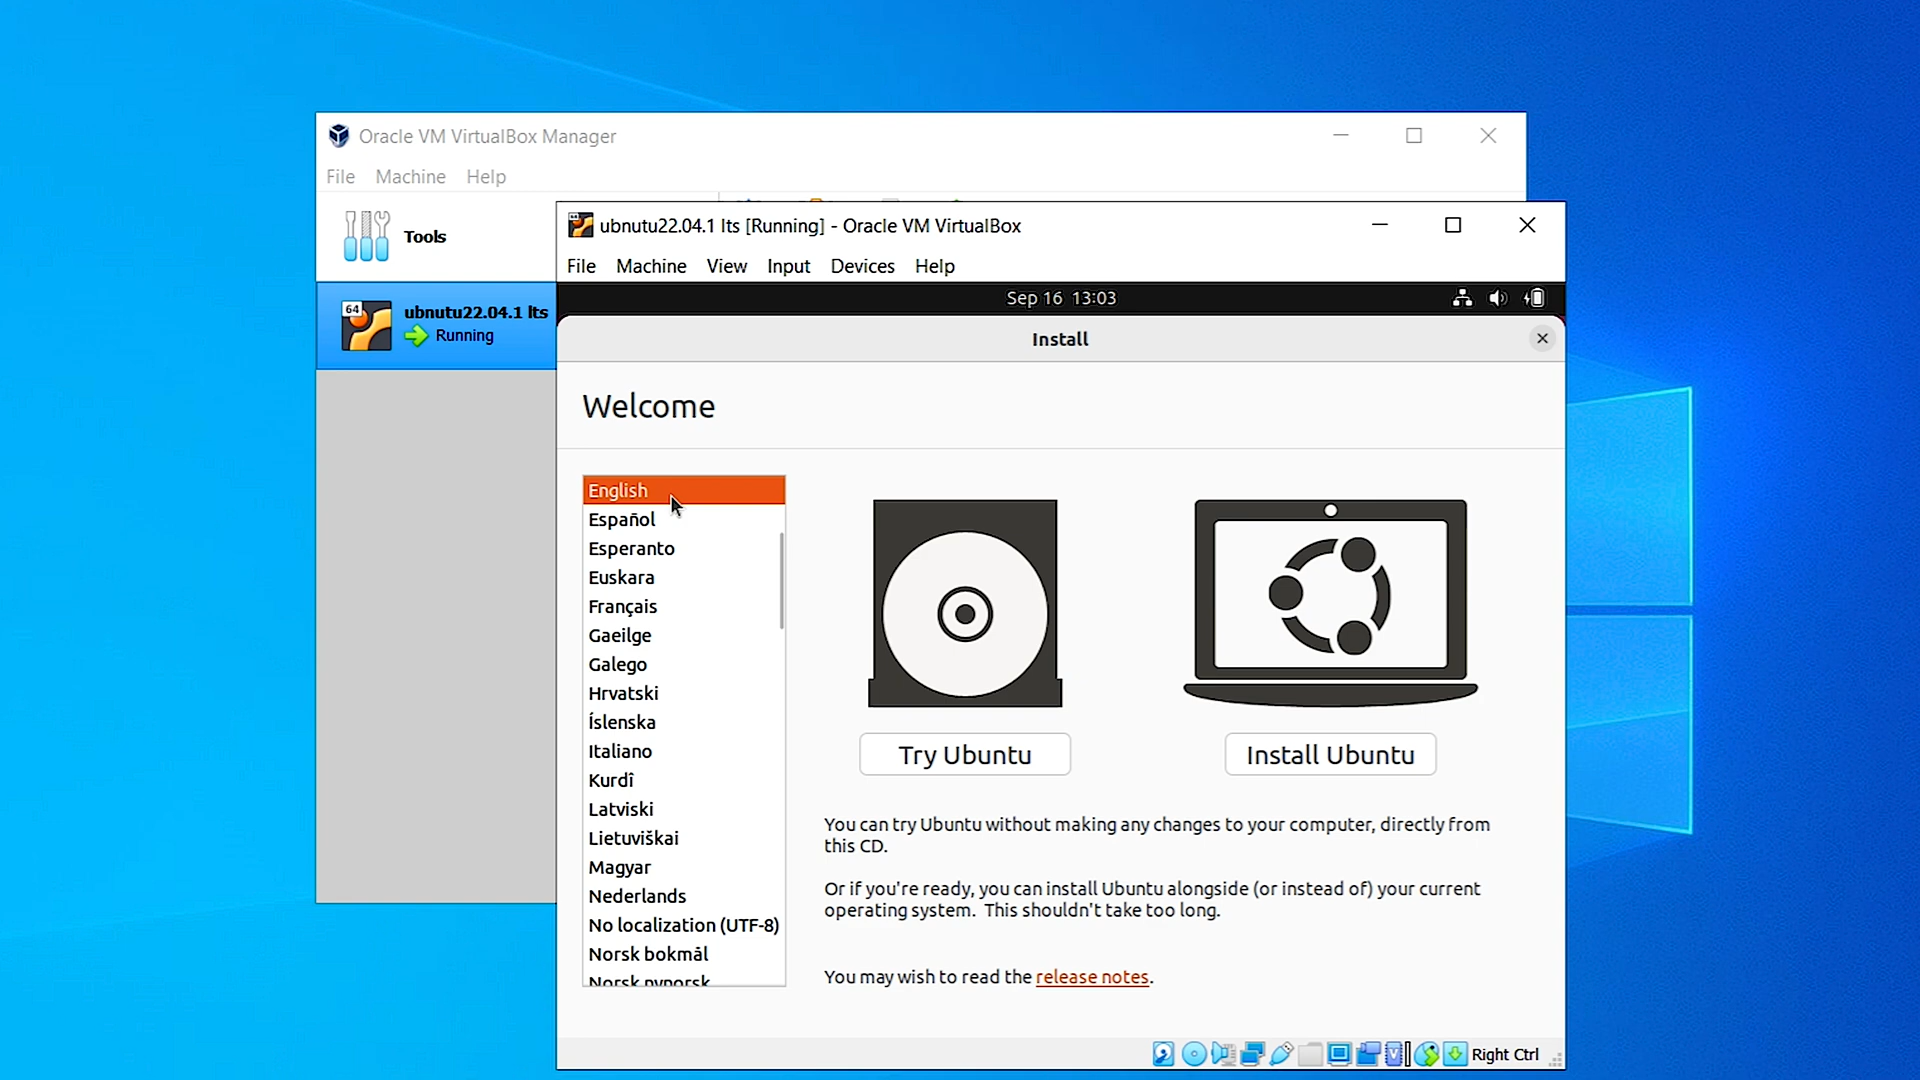 Oracle VM VirtualBox Manager
File Machine Help
Tools
64
ubnutu22.04.1 lts
Running
ubnutu22.04.1 lts [Running] - Oracle VM VirtualBox
File Machine View Input Devices Help
Sep 16 13:03
Install
Welcome
English
Español
Esperanto
Euskara
Français
Gaeilge
Galego
Hrvatski
Íslenska
Italiano
Kurdî
Latviski
Lietuviškai
Magyar
Nederlands
No localization (UTF-8)
Norsk bokmål
Norsk nynorsk
Try Ubuntu
Install Ubuntu
You can try Ubuntu without making any changes to your computer, directly from
this CD.
Or if you're ready, you can install Ubuntu alongside (or instead of) your current
operating system. This shouldn't take too long.
You may wish to read the release notes.
Right Ctrl